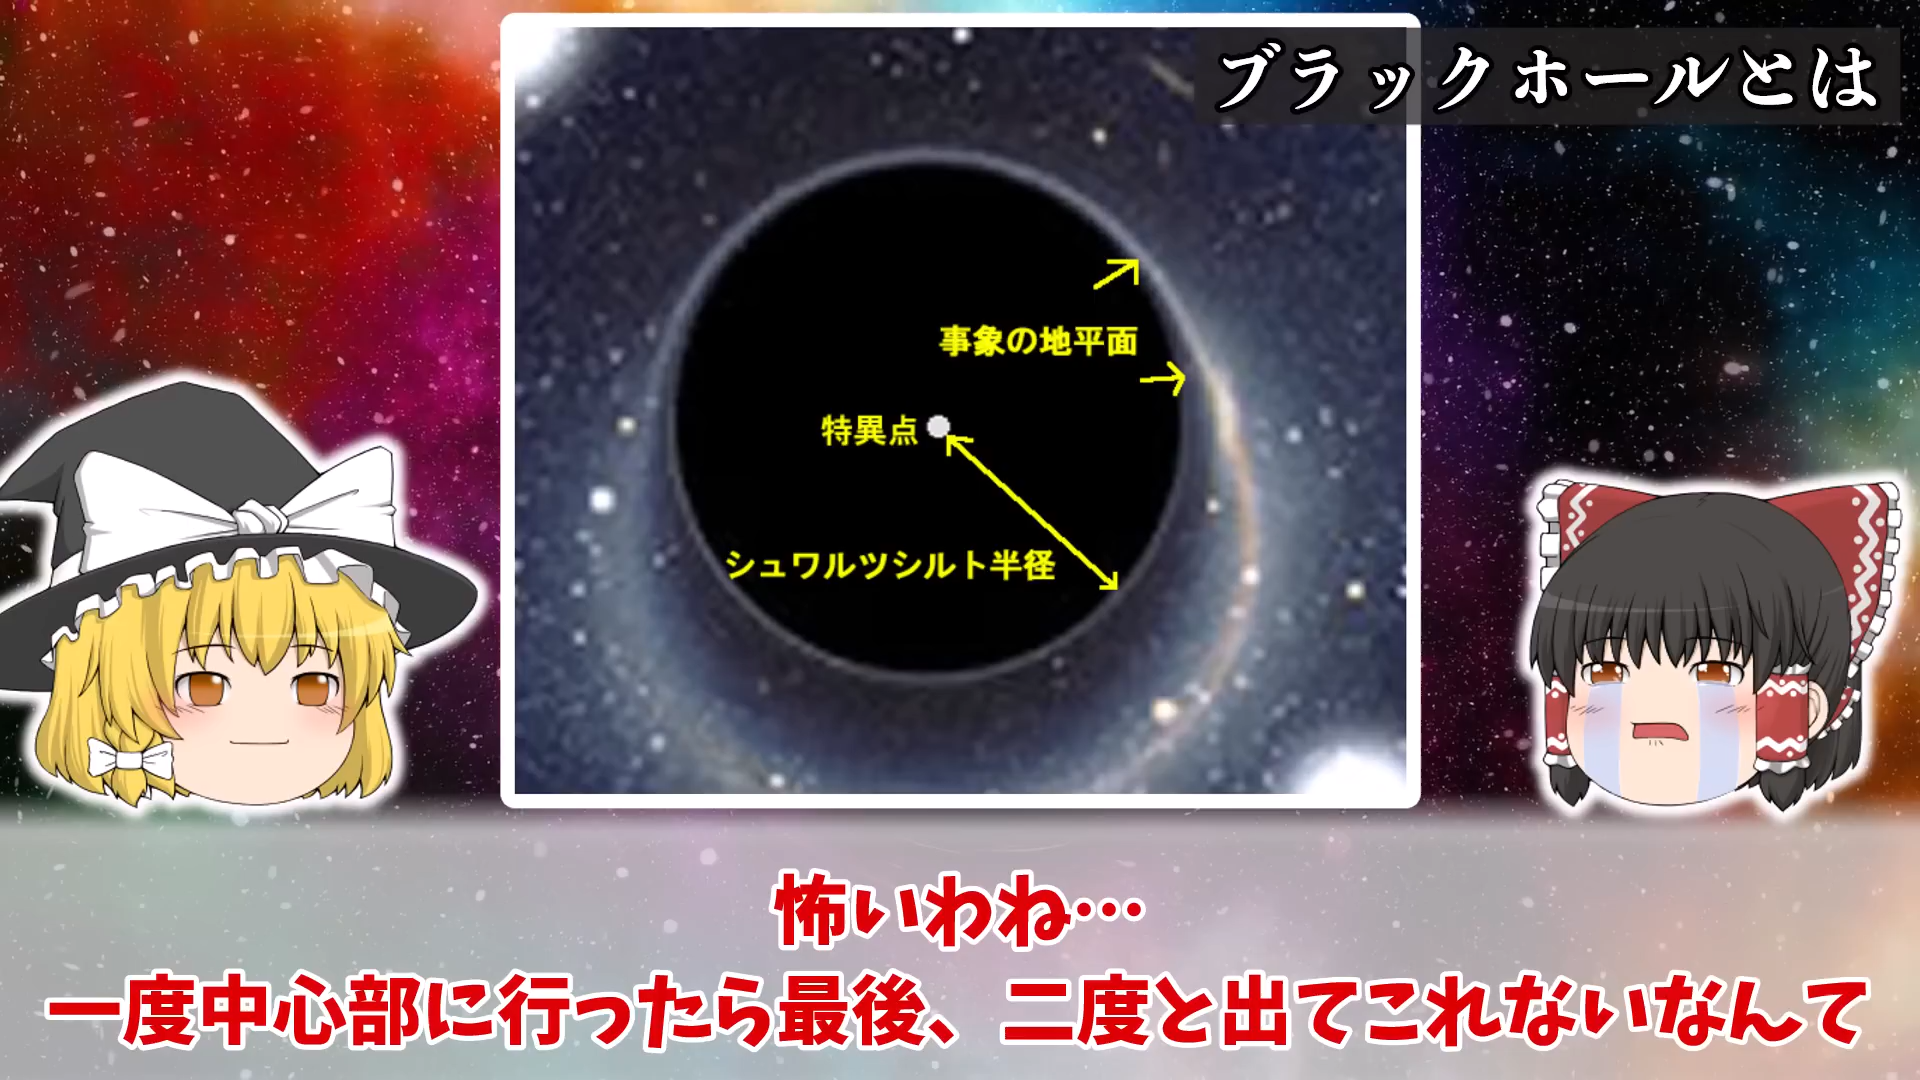 ブラックホールとは
事象の地平面
特異点
シュワルツシルト半径
怖いわね…
一度中心部に行ったら最後、二度と出てこれないなんて